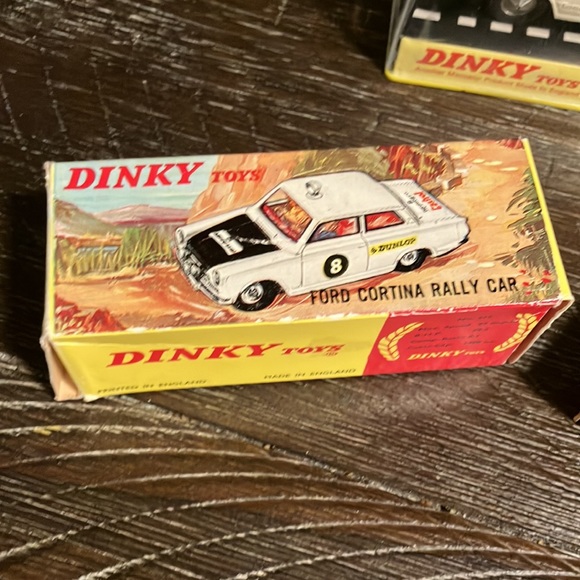 DINKY TOYS
DINKY TOYS
8
DUNLOP
FORD CORTINA RALLY CAR
DINKY TOYS
PRINTED IN ENGLAND
MADE IN ENGLAND
DINKY TOYS